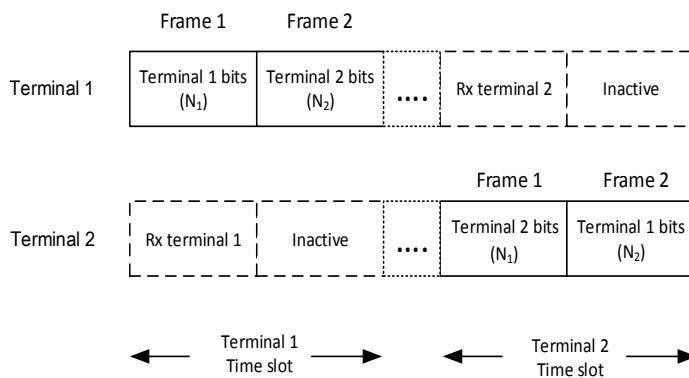 Frame 1 Frame 2
Terminal 1 Terminal 1 bits (N₁) Terminal 2 bits (N₂) .... Rx terminal 2 Inactive
Frame 1 Frame 2
Terminal 2 Rx terminal 1 Inactive .... Terminal 2 bits (N₁) Terminal 1 bits (N₂)
Terminal 1 Terminal 2
Time slot Time slot